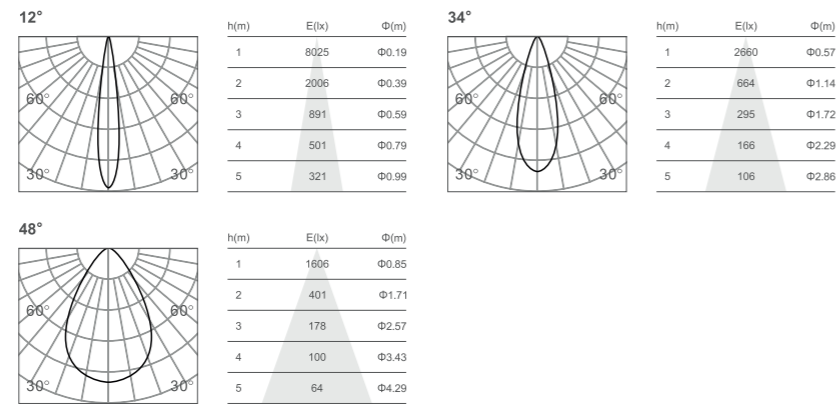 12°
60° 60°
30° 30°
h(m) E(lx) Φ(m)
1 8025 Φ0.19
2 2006 Φ0.39
3 891 Φ0.59
4 501 Φ0.79
5 321 Φ0.99
34°
60° 60°
30° 30°
h(m) E(lx) Φ(m)
1 2660 Φ0.57
2 664 Φ1.14
3 295 Φ1.72
4 166 Φ2.29
5 106 Φ2.86
48°
60° 60°
30° 30°
h(m) E(lx) Φ(m)
1 1606 Φ0.85
2 401 Φ1.71
3 178 Φ2.57
4 100 Φ3.43
5 64 Φ4.29